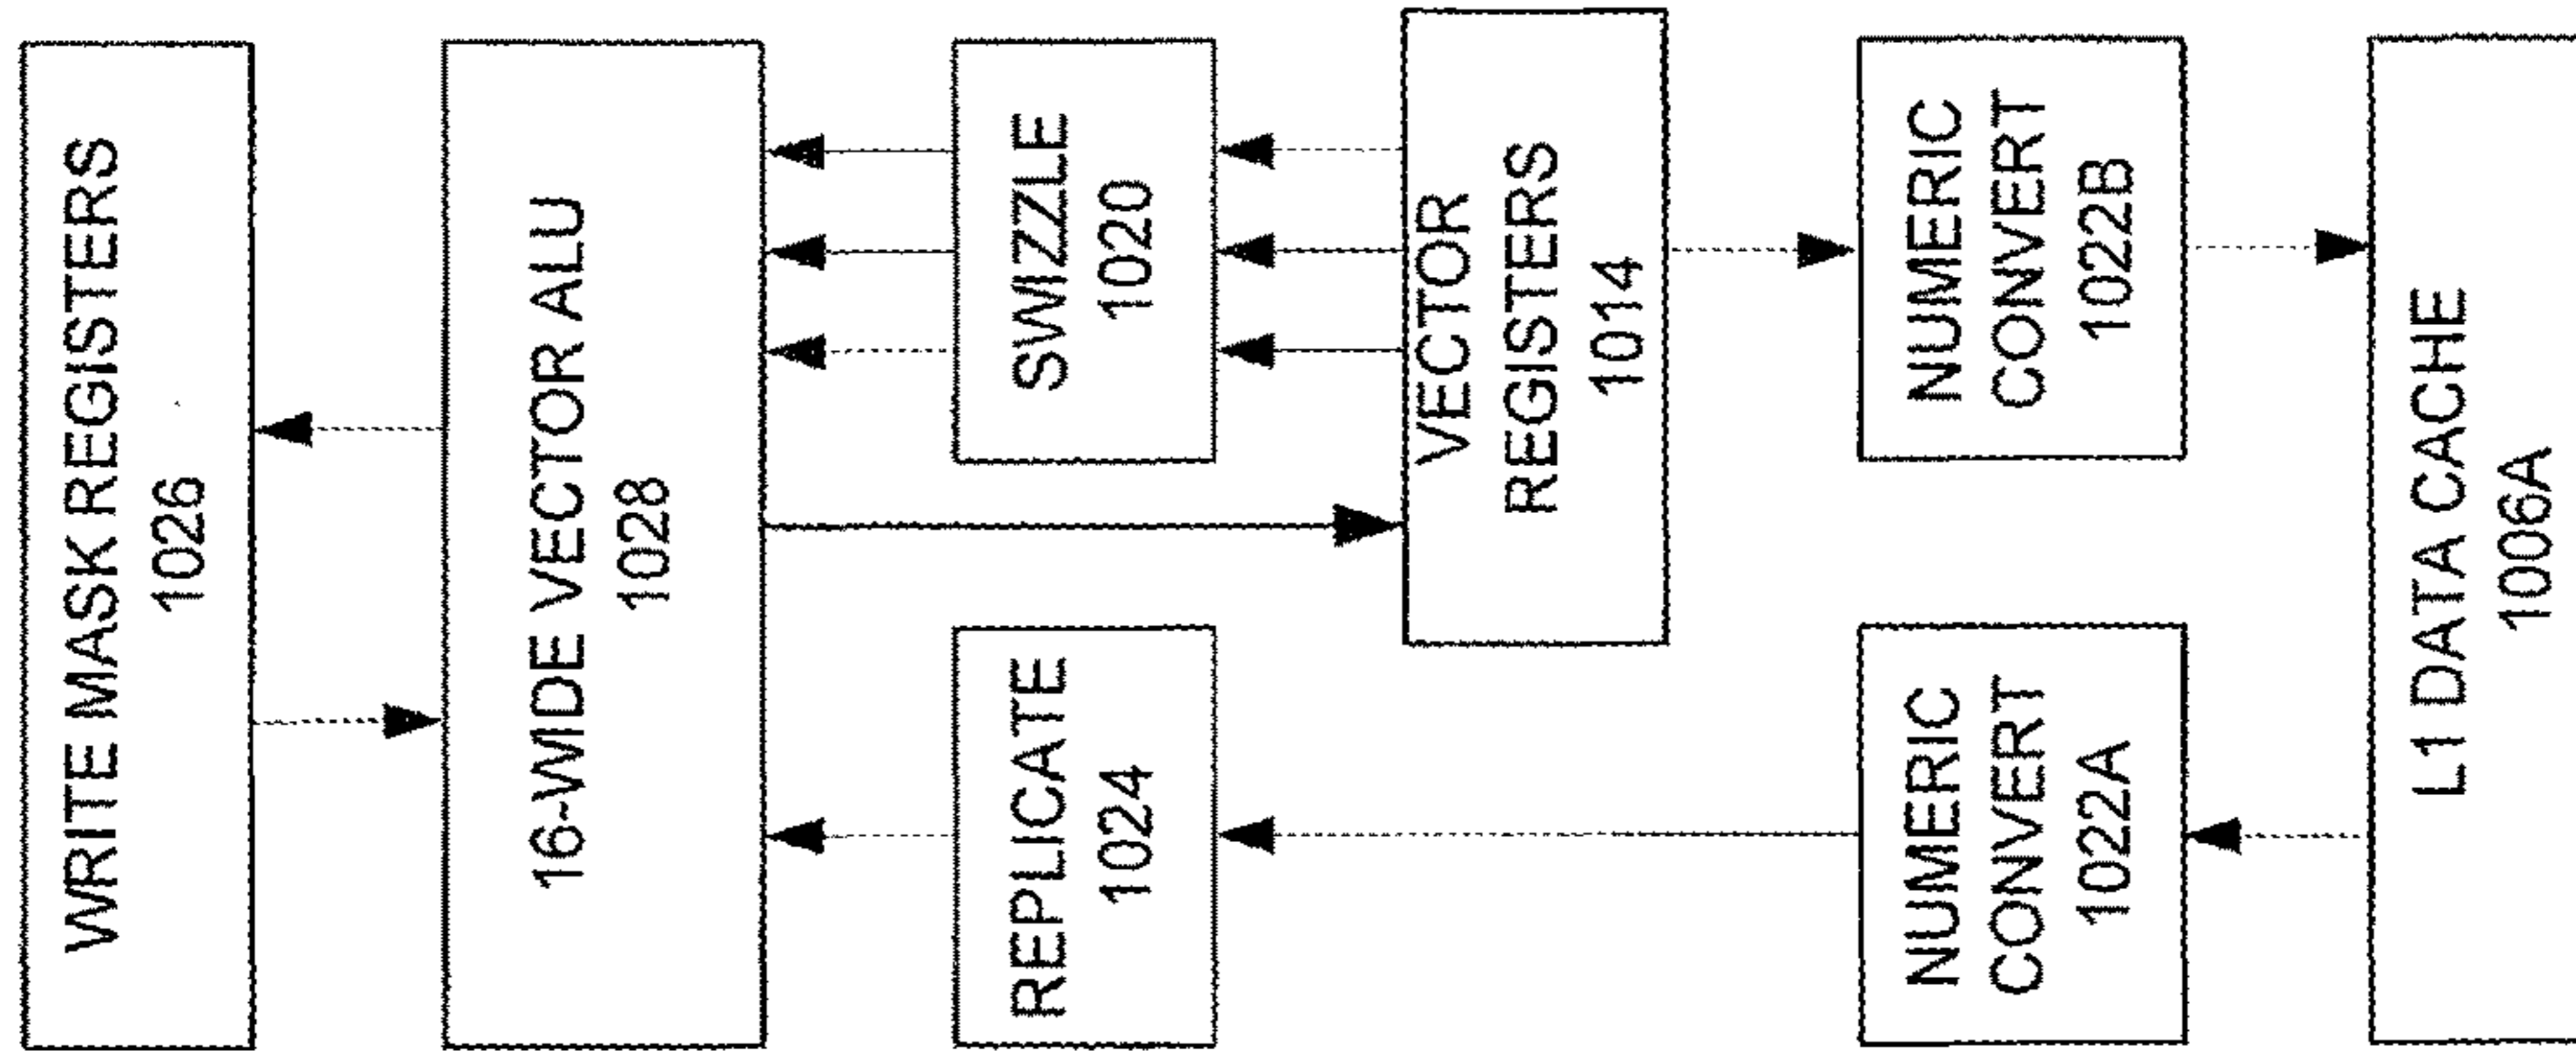 WRITE MASK REGISTERS
1026
16-WIDE VECTOR ALU
1028
REPLICATE
1024
SWIZZLE
1020
VECTOR
REGISTERS
1014
NUMERIC
CONVERT
1022A
NUMERIC
CONVERT
1022B
L1 DATA CACHE
1006A